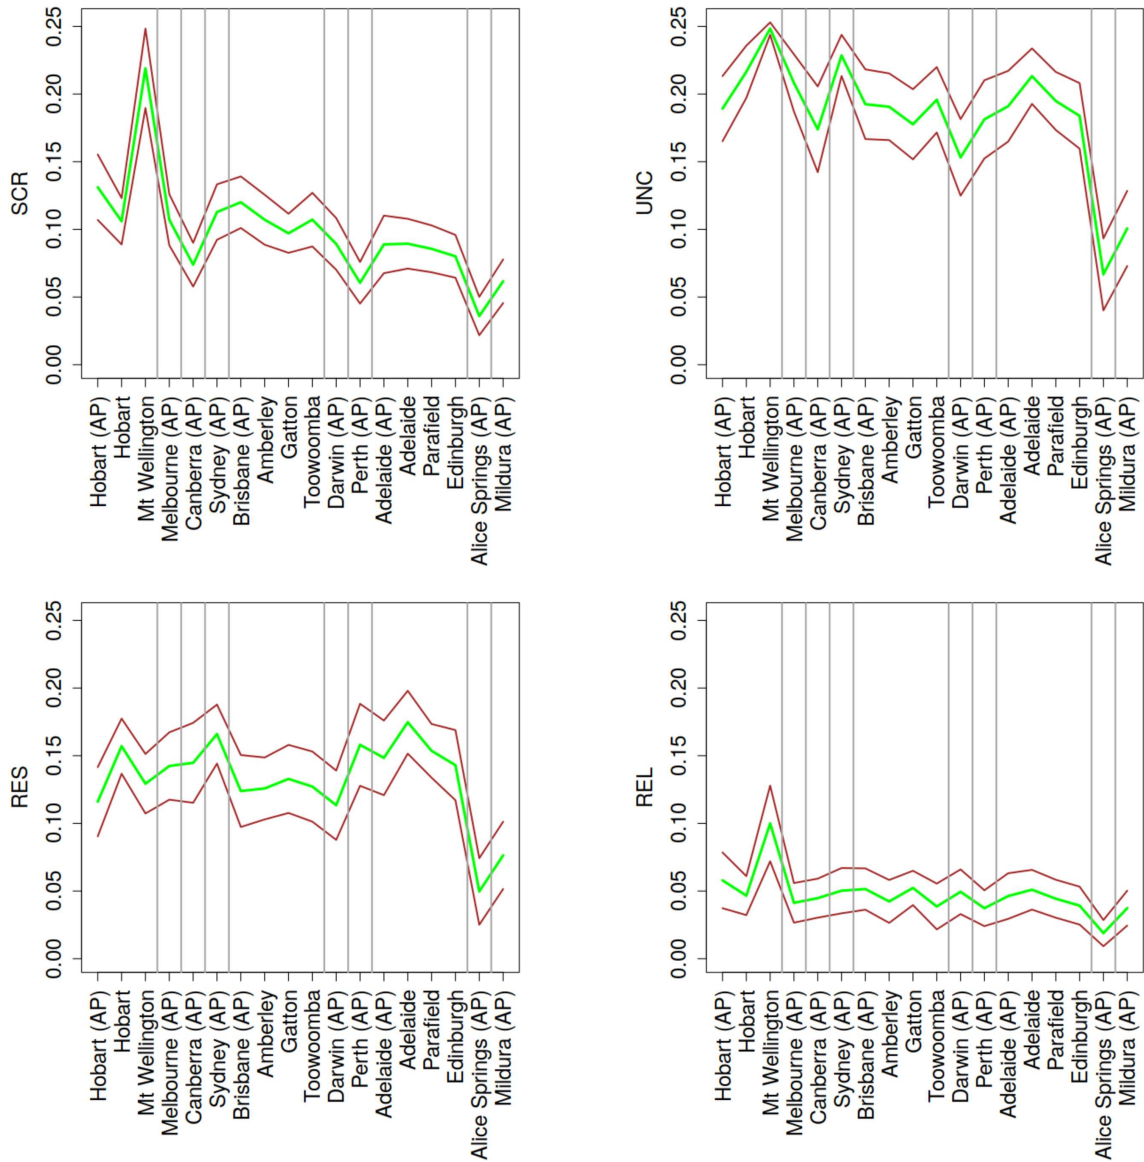 SCR
0.25
0.20
0.15
0.10
0.05
0.00
Hobart (AP)
Hobart
Mt Wellington
Melbourne (AP)
Canberra (AP)
Sydney (AP)
Brisbane (AP)
Amberley
Gatton
Toowoomba
Darwin (AP)
Perth (AP)
Adelaide (AP)
Adelaide
Parafield
Edinburgh
Alice Springs (AP)
Mildura (AP)
UNC
0.25
0.20
0.15
0.10
0.05
0.00
Hobart (AP)
Hobart
Mt Wellington
Melbourne (AP)
Canberra (AP)
Sydney (AP)
Brisbane (AP)
Amberley
Gatton
Toowoomba
Darwin (AP)
Perth (AP)
Adelaide (AP)
Adelaide
Parafield
Edinburgh
Alice Springs (AP)
Mildura (AP)
RES
0.25
0.20
0.15
0.10
0.05
0.00
Hobart (AP)
Hobart
Mt Wellington
Melbourne (AP)
Canberra (AP)
Sydney (AP)
Brisbane (AP)
Amberley
Gatton
Toowoomba
Darwin (AP)
Perth (AP)
Adelaide (AP)
Adelaide
Parafield
Edinburgh
Alice Springs (AP)
Mildura (AP)
REL
0.25
0.20
0.15
0.10
0.05
0.00
Hobart (AP)
Hobart
Mt Wellington
Melbourne (AP)
Canberra (AP)
Sydney (AP)
Brisbane (AP)
Amberley
Gatton
Toowoomba
Darwin (AP)
Perth (AP)
Adelaide (AP)
Adelaide
Parafield
Edinburgh
Alice Springs (AP)
Mildura (AP)